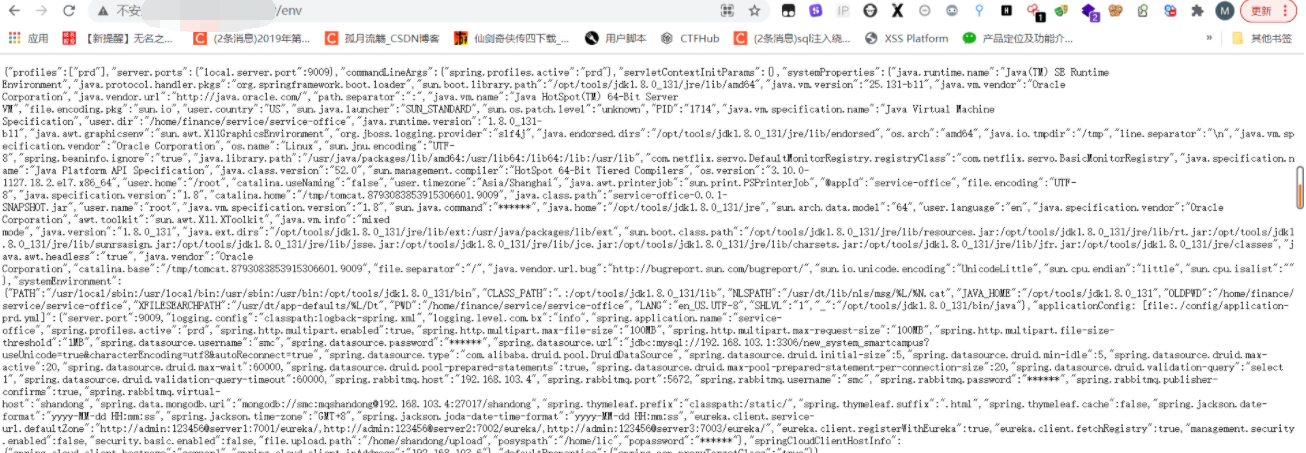 不安
/env
更新
应用
【新提醒】无名之...
(2条消息)2019年第...
孤月流觞_CSDN博客
仙剑奇侠传四下载_...
用户脚本
CTFHub
(2条消息)sql注入绕...
XSS Platform
产品定位及功能介...
»
其他书签
{"profiles":["prd"],"server.ports":{"local.server.port":9009},"commandLineArgs":{"spring.profiles.active":"prd"},"servletContextInitParams":{},"systemProperties":{"java.runtime.name":"Java(TM) SE Runtime
Environment","java.protocol.handler.pkgs":"org.springframework.boot.loader","sun.boot.library.path":"/opt/tools/jdk1.8.0_131/jre/lib/amd64","java.vm.version":"25.131-b11","java.vm.vendor":"Oracle
Corporation","java.vendor.url":"http://java.oracle.com/","path.separator":":","java.vm.name":"Java HotSpot(TM) 64-Bit Server
VM","file.encoding.pkg":"sun.io","user.country":"US","sun.java.launcher":"SUN_STANDARD","sun.os.patch.level":"unknown","PID":"1714","java.vm.specification.name":"Java Virtual Machine
Specification","user.dir":"/home/finance/service/service-office","java.runtime.version":"1.8.0_131-
b11","java.awt.graphicsenv":"sun.awt.X11GraphicsEnvironment","org.jboss.logging.provider":"slf4j","java.endorsed.dirs":"/opt/tools/jdk1.8.0_131/jre/lib/endorsed","os.arch":"amd64","java.io.tmpdir":"/tmp","line.separator":"\n","java.vm.sp
ecification.vendor":"Oracle Corporation","os.name":"Linux","sun.jnu.encoding":"UTF-
8","spring.beaninfo.ignore":"true","java.library.path":"/usr/java/packages/lib/amd64:/usr/lib64:/lib64:/lib:/usr/lib","com.netflix.servo.DefaultMonitorRegistry.registryClass":"com.netflix.servo.BasicMonitorRegistry","java.specification.n
ame":"Java Platform API Specification","java.class.version":"52.0","sun.management.compiler":"HotSpot 64-Bit Tiered Compilers","os.version":"3.10.0-
1127.18.2.el7.x86_64","user.home":"/root","catalina.useNaming":"false","user.timezone":"Asia/Shanghai","java.awt.printerjob":"sun.print.PSPrinterJob","@appId":"service-office","file.encoding":"UTF-
8","java.specification.version":"1.8","catalina.home":"/tmp/tomcat.8793083853915306601.9009","java.class.path":"service-office-0.0.1-
SNAPSHOT.jar","user.name":"root","java.vm.specification.version":"1.8","sun.java.command":"******","java.home":"/opt/tools/jdk1.8.0_131/jre","sun.arch.data.model":"64","user.language":"en","java.specification.vendor":"Oracle
Corporation","awt.toolkit":"sun.awt.X11.XToolkit","java.vm.info":"mixed
mode","java.version":"1.8.0_131","java.ext.dirs":"/opt/tools/jdk1.8.0_131/jre/lib/ext:/usr/java/packages/lib/ext","sun.boot.class.path":"/opt/tools/jdk1.8.0_131/jre/lib/resources.jar:/opt/tools/jdk1.8.0_131/jre/lib/rt.jar:/opt/tools/jdk1
.8.0_131/jre/lib/sunrsasign.jar:/opt/tools/jdk1.8.0_131/jre/lib/jsse.jar:/opt/tools/jdk1.8.0_131/jre/lib/jce.jar:/opt/tools/jdk1.8.0_131/jre/lib/charsets.jar:/opt/tools/jdk1.8.0_131/jre/lib/jfr.jar:/opt/tools/jdk1.8.0_131/jre/classes","j
ava.awt.headless":"true","java.vendor":"Oracle
Corporation","catalina.base":"/tmp/tomcat.8793083853915306601.9009","file.separator":"/","java.vendor.url.bug":"http://bugreport.sun.com/bugreport/","sun.io.unicode.encoding":"UnicodeLittle","sun.cpu.endian":"little","sun.cpu.isalist":""
},"systemEnvironment":
{"PATH":"/usr/local/sbin:/usr/local/bin:/usr/sbin:/usr/bin:/opt/tools/jdk1.8.0_131/bin","CLASS_PATH":".:/opt/tools/jdk1.8.0_131/lib","NLSPATH":"/usr/dt/lib/nls/msg/%L/%N.cat","JAVA_HOME":"/opt/tools/jdk1.8.0_131","OLDPWD":"/home/finance/
service/service-office","XFILESEARCHPATH":"/usr/dt/app-defaults/%L/Dt","PWD":"/home/finance/service/service-office","LANG":"en_US.UTF-8","SHLVL":"1","_":"/opt/tools/jdk1.8.0_131/bin/java"},"applicationConfig: [file:./config/application-
prd.yml]":{"server.port":9009,"logging.config":"classpath:logback-spring.xml","logging.level.com.bx":"info","spring.application.name":"service-
office","spring.profiles.active":"prd","spring.http.multipart.enabled":true,"spring.http.multipart.max-file-size":"100MB","spring.http.multipart.max-request-size":"100MB","spring.http.multipart.file-size-
threshold":"1MB","spring.datasource.username":"smc","spring.datasource.password":"******","spring.datasource.url":"jdbc:mysql://192.168.103.1:3306/new_system_smartcampus?
useUnicode=true&characterEncoding=utf8&autoReconnect=true","spring.datasource.type":"com.alibaba.druid.pool.DruidDataSource","spring.datasource.druid.initial-size":5,"spring.datasource.druid.min-idle":5,"spring.datasource.druid.max-
active":20,"spring.datasource.druid.max-wait":60000,"spring.datasource.druid.pool-prepared-statements":true,"spring.datasource.druid.max-pool-prepared-statement-per-connection-size":20,"spring.datasource.druid.validation-query":"select
1","spring.datasource.druid.validation-query-timeout":60000,"spring.rabbitmq.host":"192.168.103.4","spring.rabbitmq.port":5672,"spring.rabbitmq.username":"smc","spring.rabbitmq.password":"******","spring.rabbitmq.publisher-
confirms":true,"spring.rabbitmq.virtual-
host":"shandong","spring.data.mongodb.uri":"mongodb://smc:mqshandong@192.168.103.4:27017/shandong","spring.thymeleaf.prefix":"classpath:/static/","spring.thymeleaf.suffix":".html","spring.thymeleaf.cache":false,"spring.jackson.date-
format":"yyyy-MM-dd HH:mm:ss","spring.jackson.time-zone":"GMT+8","spring.jackson.joda-date-time-format":"yyyy-MM-dd HH:mm:ss","eureka.client.service-
url.defaultZone":"http://admin:123456@server1:7001/eureka/,http://admin:123456@server2:7002/eureka/,http://admin:123456@server3:7003/eureka/","eureka.client.registerWithEureka":true,"eureka.client.fetchRegistry":true,"management.security
.enabled":false,"security.basic.enabled":false,"file.upload.path":"/home/shandong/upload","posyspath":"/home/lic","popassword":"******"},"springCloudClientHostInfo":
{"spring.cloud.client.hostname":"server1","spring.cloud.client.ipAddress":"192.168.103.6"},"defaultProperties":{"spring.aop.proxyTargetClass":"true"}}